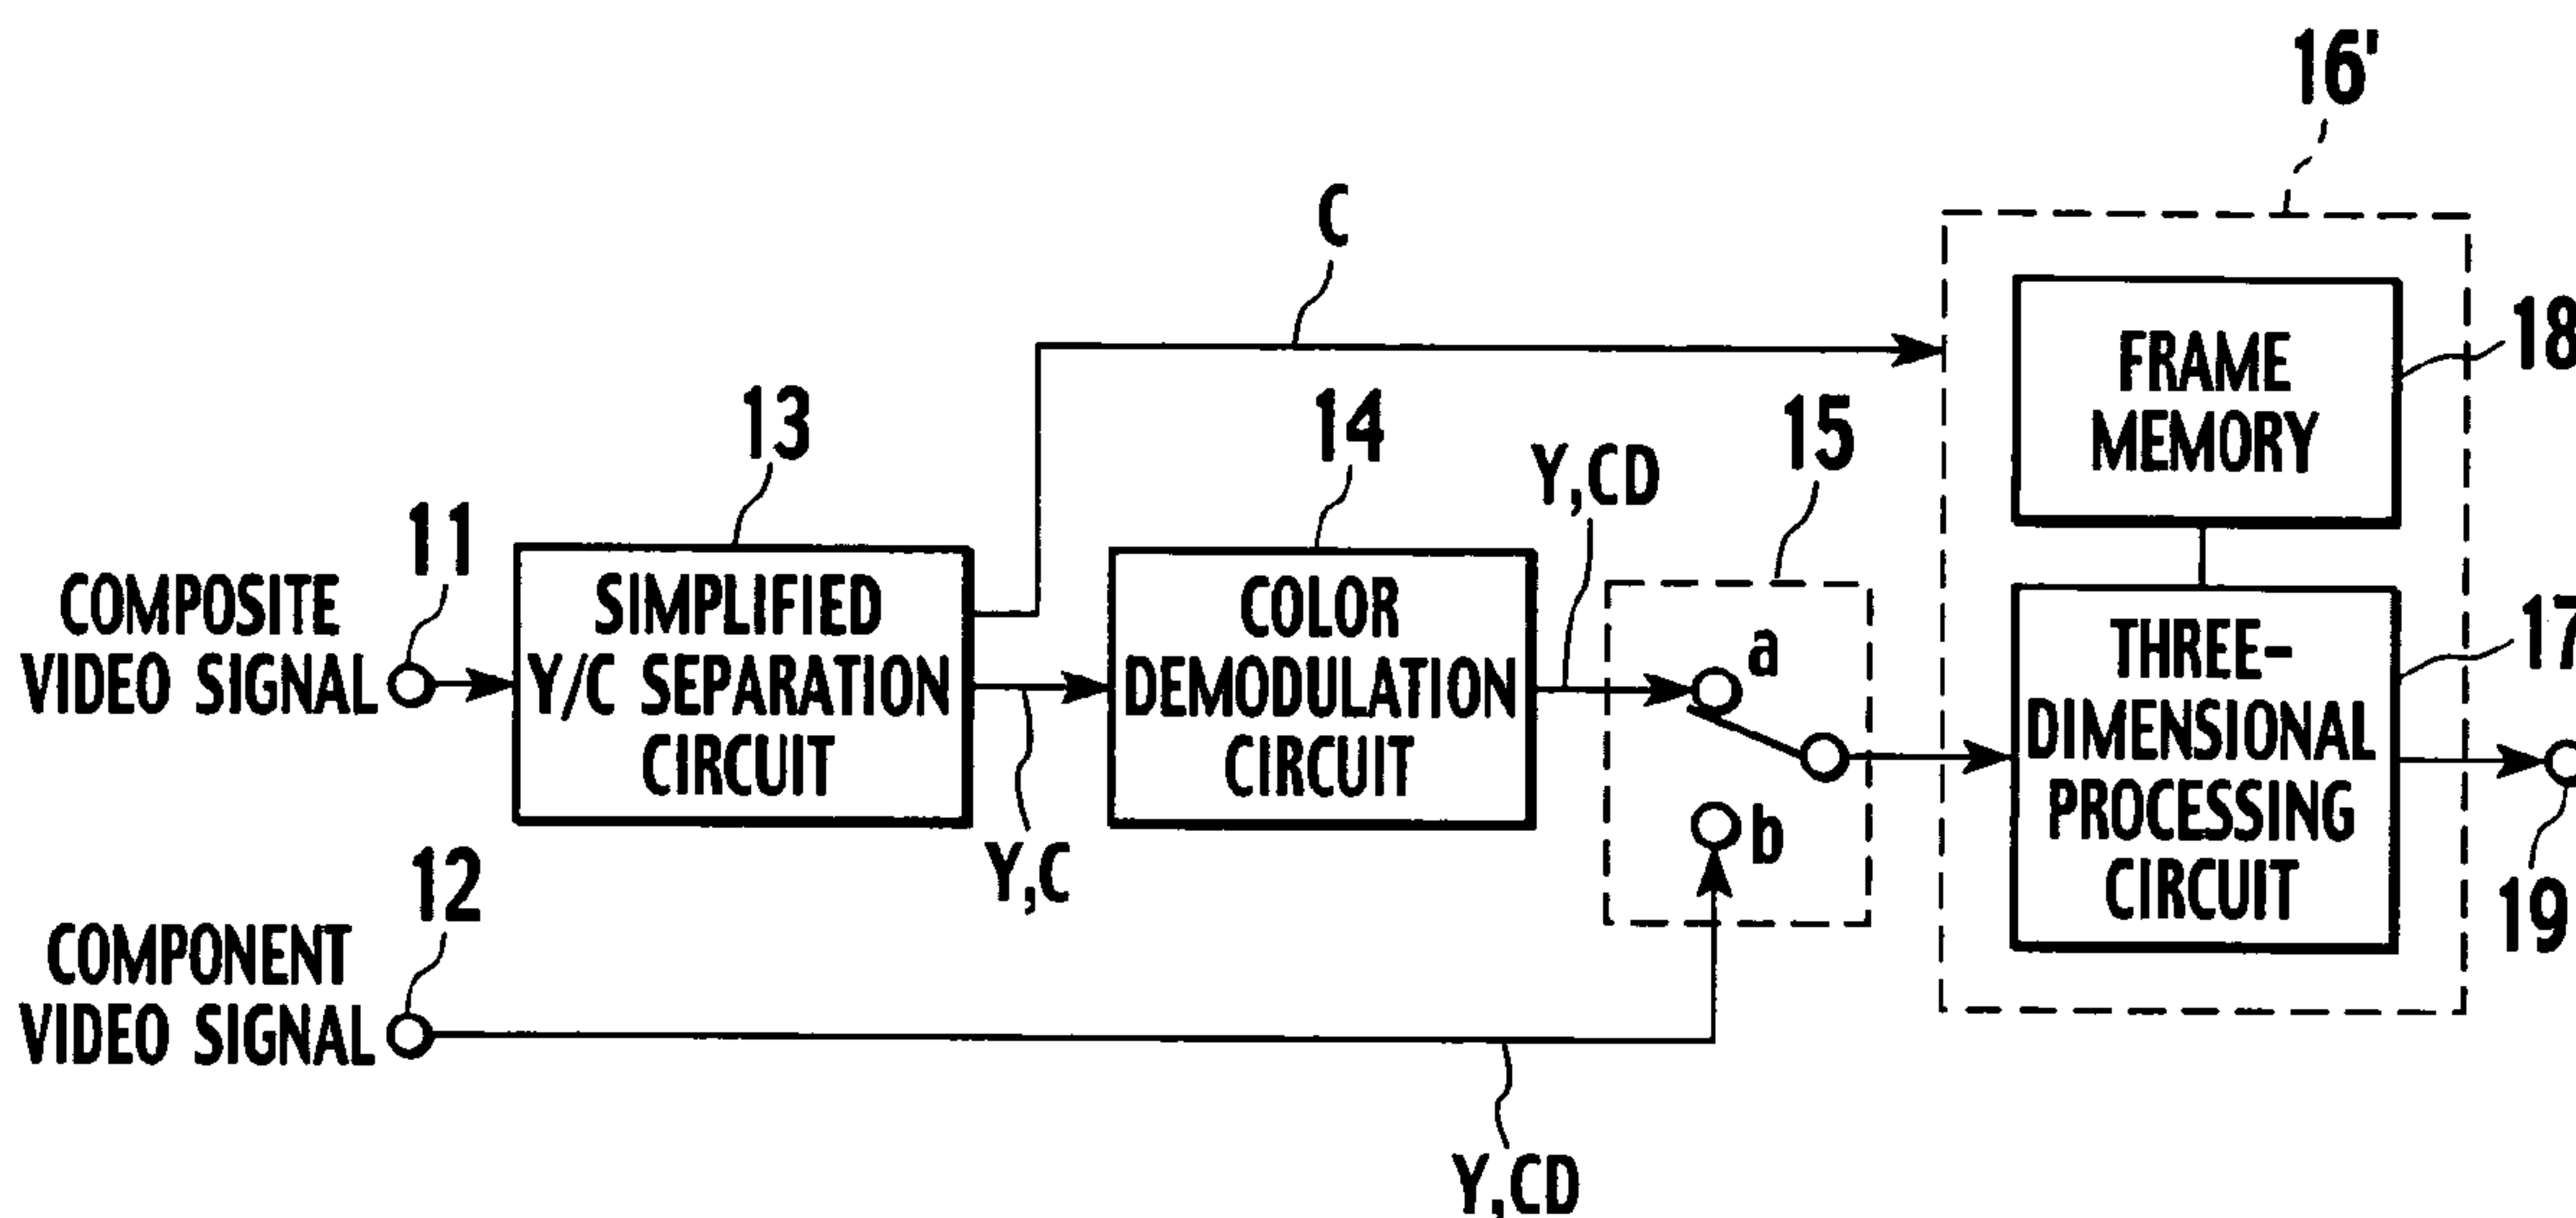 16'
C
FRAME
MEMORY
18
13
14
15
Y,CD
11
COMPOSITE
VIDEO SIGNAL
SIMPLIFIED
Y/C SEPARATION
CIRCUIT
COLOR
DEMODULATION
CIRCUIT
a
b
THREE-
DIMENSIONAL
PROCESSING
CIRCUIT
17
19
Y,C
12
COMPONENT
VIDEO SIGNAL
Y,CD